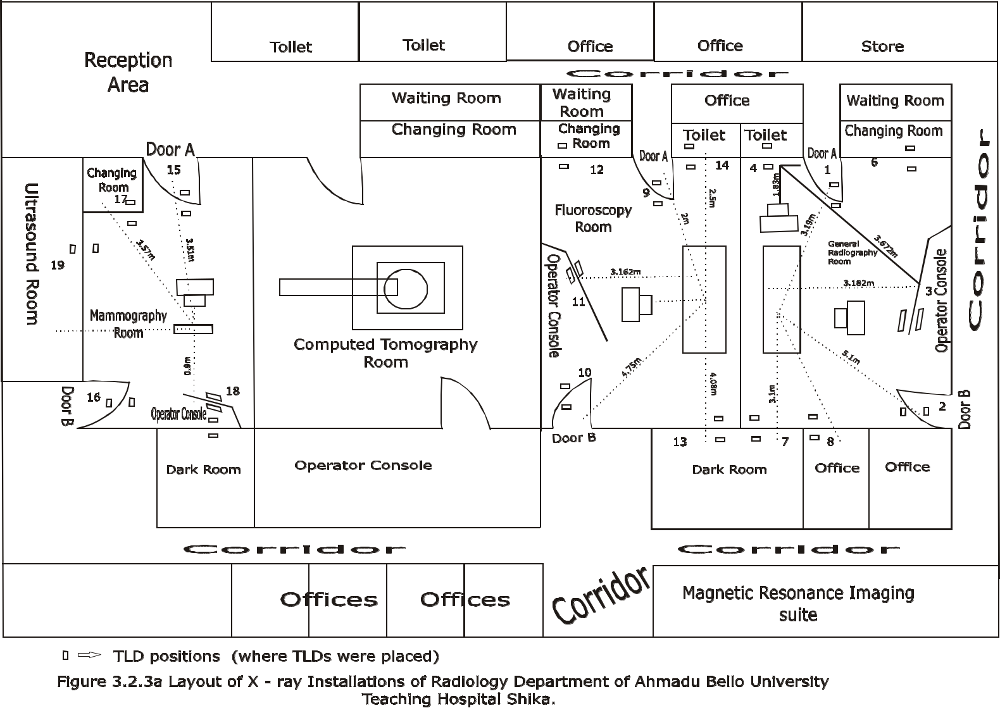 Tollet
Toilet
Office
Office
Store
Reception
Area
Corridor
Waiting Room
Waiting
Room
Office
Waiting Room
Changing Room
Changing
Room
Toilet
Toilet
Changing Room
Corridor
Door A
15
Door A
Door A
12
14
4
1
6
Changing
Room
17
9
1.83m
2.5m
2m
3.19m
Fluoroscopy
Room
Ultrasound Room
19
3.57m
3.51m
3.672m
General
Radiography
Room
Operator Console
3.162m
11
3.182m
3
Operator Console
Mammography
Room
Computed Tomography
Room
0.9m
4.75m
10
4.08m
3.1m
5.1m
Door B
16
18
Operator Console
2
Door B
Door B
13
7
8
Dark Room
Operator Console
Dark Room
Office
Office
Corridor
Corridor
Offices
Offices
Corridor
Magnetic Resonance Imaging
suite
TLD positions (where TLDs were placed)
Figure 3.2.3a Layout of X - ray Installations of Radiology Department of Ahmadu Bello University
Teaching Hospital Shika.